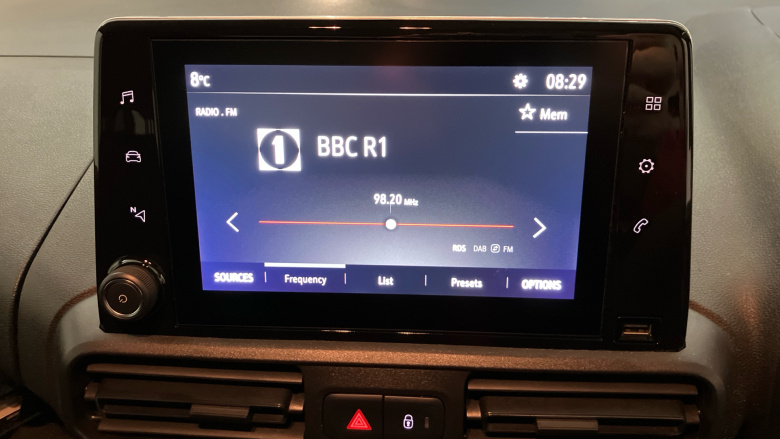 8°C 08:29
RADIO . FM
Mem
1 BBC R1
98.20 MHz
RDS DAB FM
SOURCES Frequency List Presets OPTIONS
N